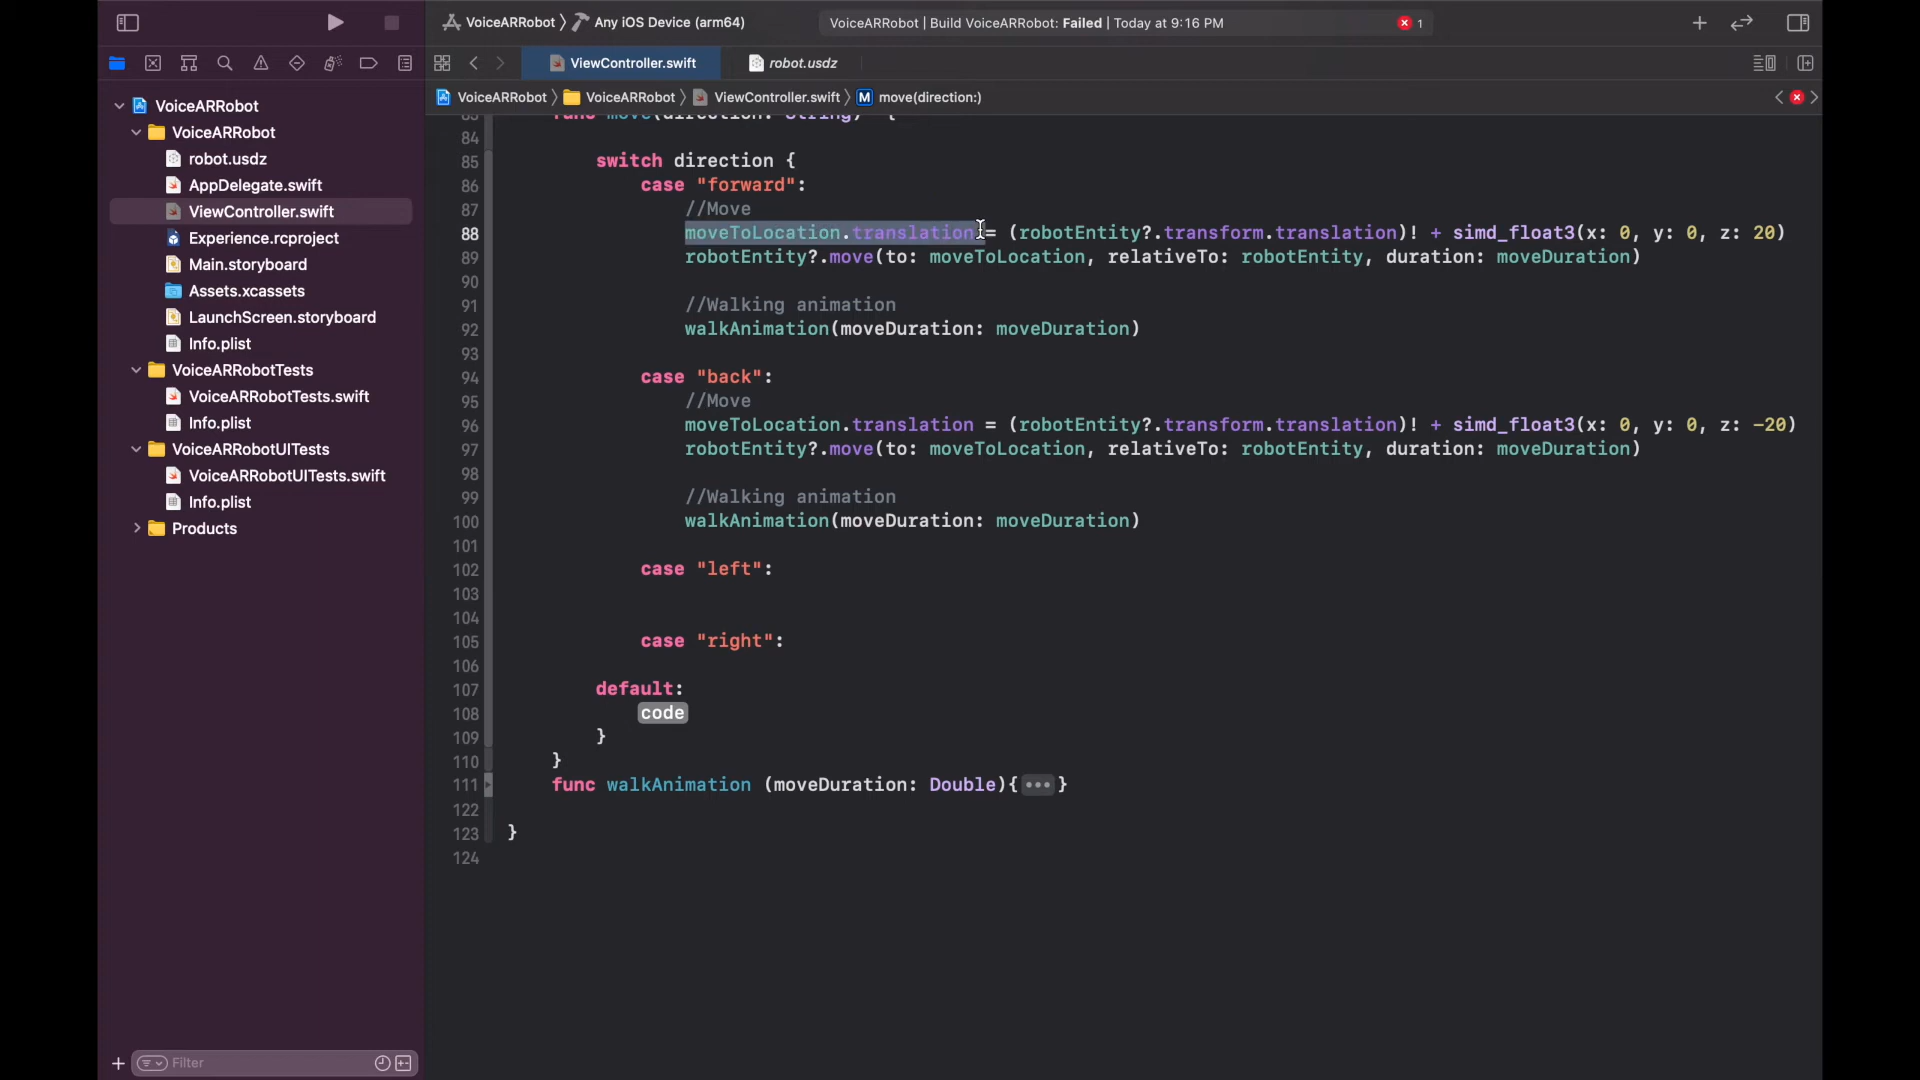 VoiceARRobot 〉 Any iOS Device (arm64)
VoiceARRobot | Build VoiceARRobot: Failed | Today at 9:16 PM
1
ViewController.swift
robot.usdz
VoiceARRobot 〉 VoiceARRobot 〉 ViewController.swift 〉 M move(direction:)
VoiceARRobot
VoiceARRobot
robot.usdz
AppDelegate.swift
ViewController.swift
Experience.rcproject
Main.storyboard
Assets.xcassets
LaunchScreen.storyboard
Info.plist
VoiceARRobotTests
VoiceARRobotTests.swift
Info.plist
VoiceARRobotUITests
VoiceARRobotUITests.swift
Info.plist
Products
Filter
83 func move(direction: String) {
84
85 switch direction {
86 case "forward":
87 //Move
88 moveToLocation.translation = (robotEntity?.transform.translation)! + simd_float3(x: 0, y: 0, z: 20)
89 robotEntity?.move(to: moveToLocation, relativeTo: robotEntity, duration: moveDuration)
90
91 //Walking animation
92 walkAnimation(moveDuration: moveDuration)
93
94 case "back":
95 //Move
96 moveToLocation.translation = (robotEntity?.transform.translation)! + simd_float3(x: 0, y: 0, z: -20)
97 robotEntity?.move(to: moveToLocation, relativeTo: robotEntity, duration: moveDuration)
98
99 //Walking animation
100 walkAnimation(moveDuration: moveDuration)
101
102 case "left":
103
104
105 case "right":
106
107 default:
108 code
109 }
110 }
111 func walkAnimation (moveDuration: Double){•••}
122
123 }
124